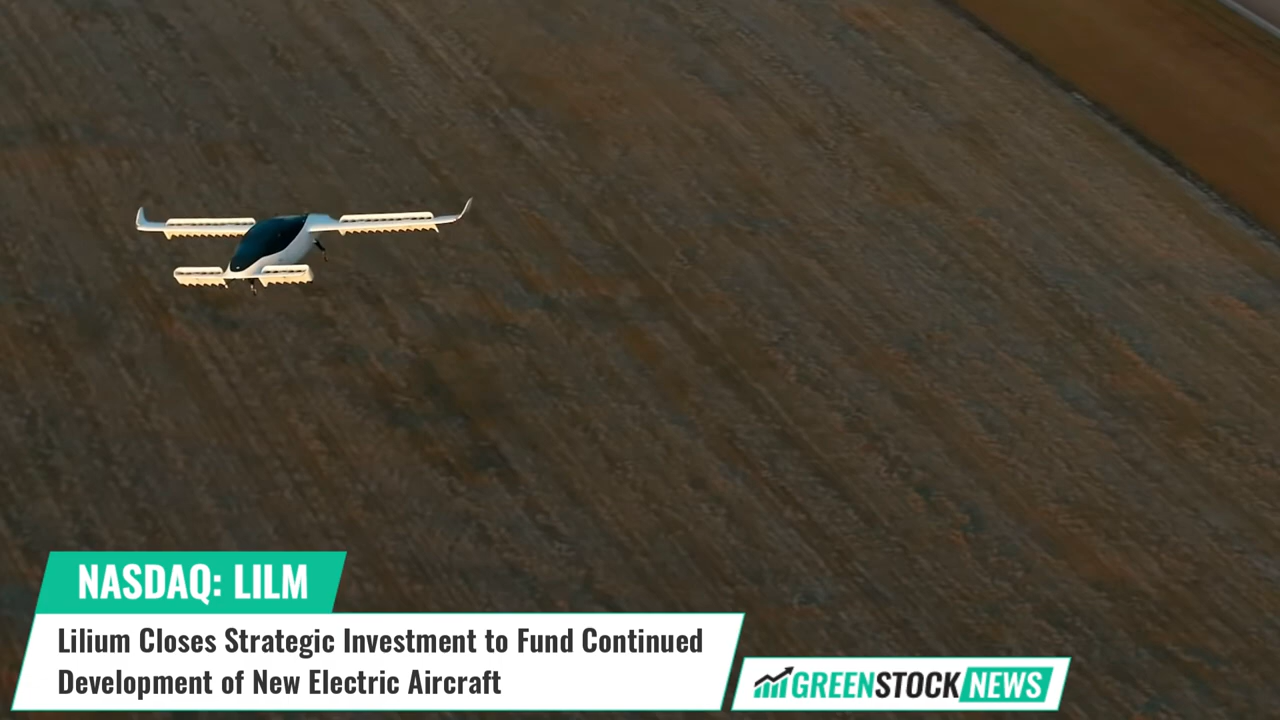 NASDAQ: LILM
Lilium Closes Strategic Investment to Fund Continued
Development of New Electric Aircraft
GREENSTOCK NEWS